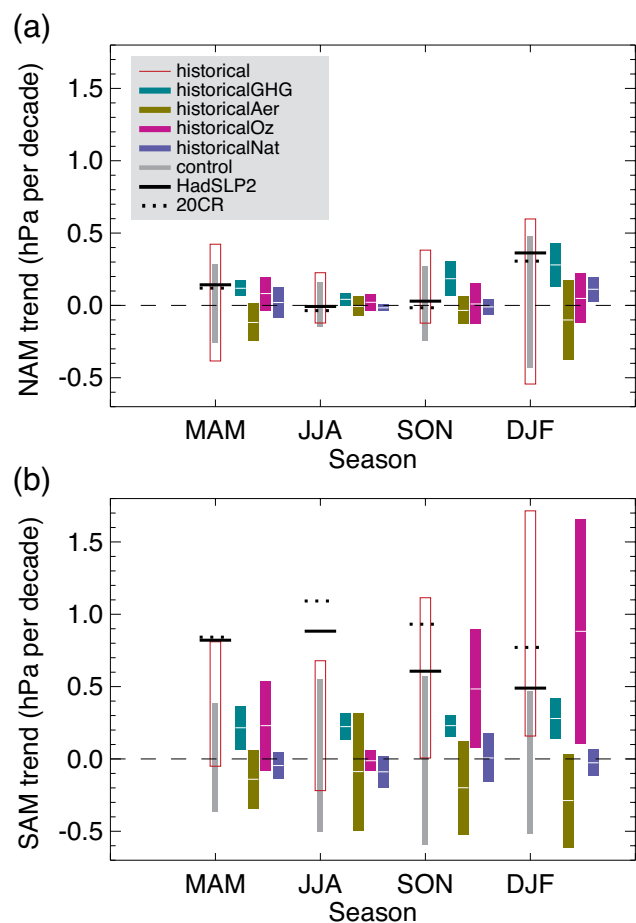 (a)
NAM trend (hPa per decade)
1.5
1.0
0.5
0.0
-0.5
historical
historicalGHG
historicalAer
historicalOz
historicalNat
control
HadSLP2
20CR
MAM JJA SON DJF
Season
(b)
SAM trend (hPa per decade)
1.5
1.0
0.5
0.0
-0.5
MAM JJA SON DJF
Season